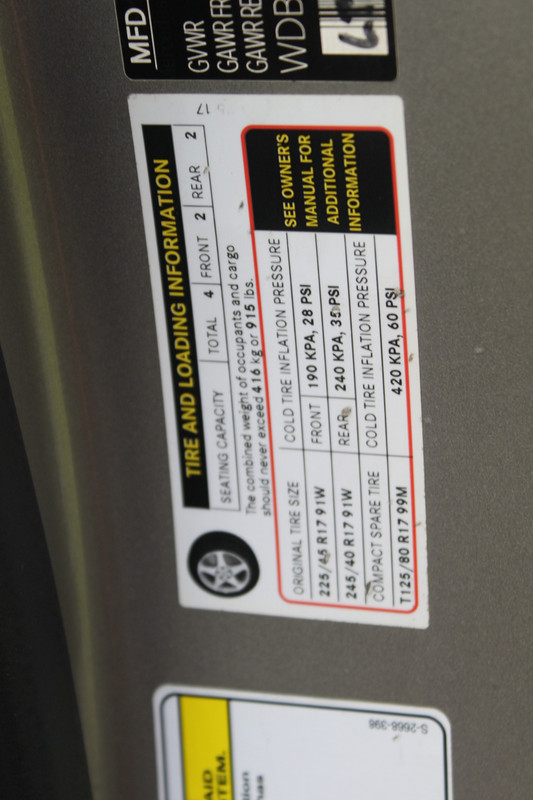 MFD
GVWR
GAWR FR
GAWR RE
WDB
TIRE AND LOADING INFORMATION
SEATING CAPACITY TOTAL 4 FRONT 2 REAR 2
The combined weight of occupants and cargo
should never exceed 416 kg or 915 lbs.
ORIGINAL TIRE SIZE COLD TIRE INFLATION PRESSURE
225/45 R17 91W FRONT 190 KPA, 28 PSI
245/40 R17 91W REAR 240 KPA, 35 PSI
COMPACT SPARE TIRE COLD TIRE INFLATION PRESSURE
T125/80 R17 99M 420 KPA, 60 PSI
SEE OWNER'S
MANUAL FOR
ADDITIONAL
INFORMATION
AID
TEM.
S-2668-398